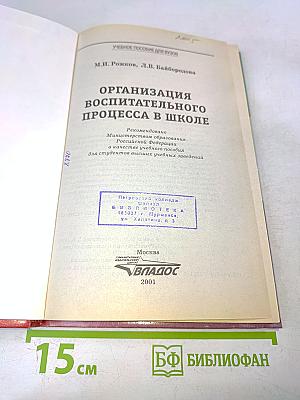 УЧЕБНОЕ ПОСОБИЕ ДЛЯ ВУЗОВ
М.И. Рожков, Л.В. Байбородова
ОРГАНИЗАЦИЯ
ВОСПИТАТЕЛЬНОГО
ПРОЦЕССА В ШКОЛЕ
Рекомендовано
Министерством образования
Российской Федерации
в качестве учебного пособия
для студентов высших учебных заведений
БИБЛИОТЕКА
Москва
ВЛАДОС
2001
15 см
БФ БИБЛИОФАН